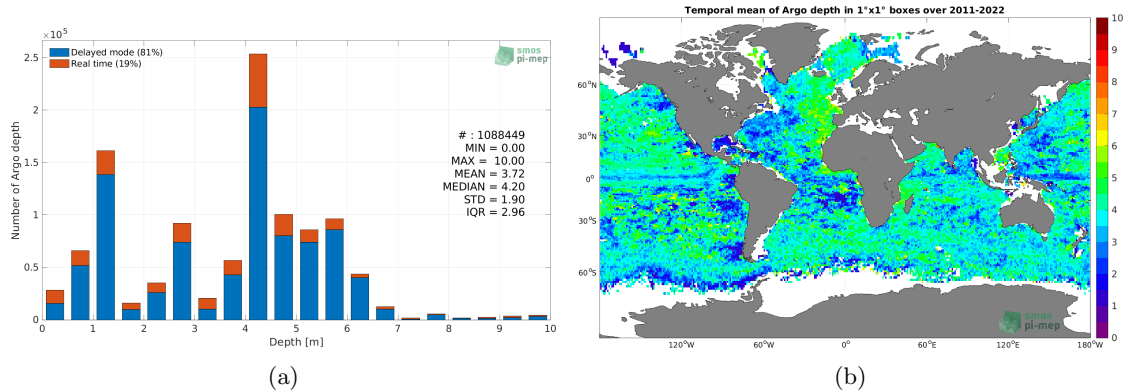 ×10⁵
Delayed mode (81%)
Real time (19%)
smos
pi-mep
2.5
2
1.5
1
0.5
0
Number of Argo depth
# : 1088449
MIN = 0.00
MAX = 10.00
MEAN = 3.72
MEDIAN = 4.20
STD = 1.90
IQR = 2.96
0 1 2 3 4 5 6 7 8 9 10
Depth [m]
(a)
Temporal mean of Argo depth in 1°x1° boxes over 2011-2022
60°N
30°N
0°
30°S
60°S
120°W 60°W 0° 60°E 120°E 180°W
smos
pi-mep
10
9
8
7
6
5
4
3
2
1
0
(b)